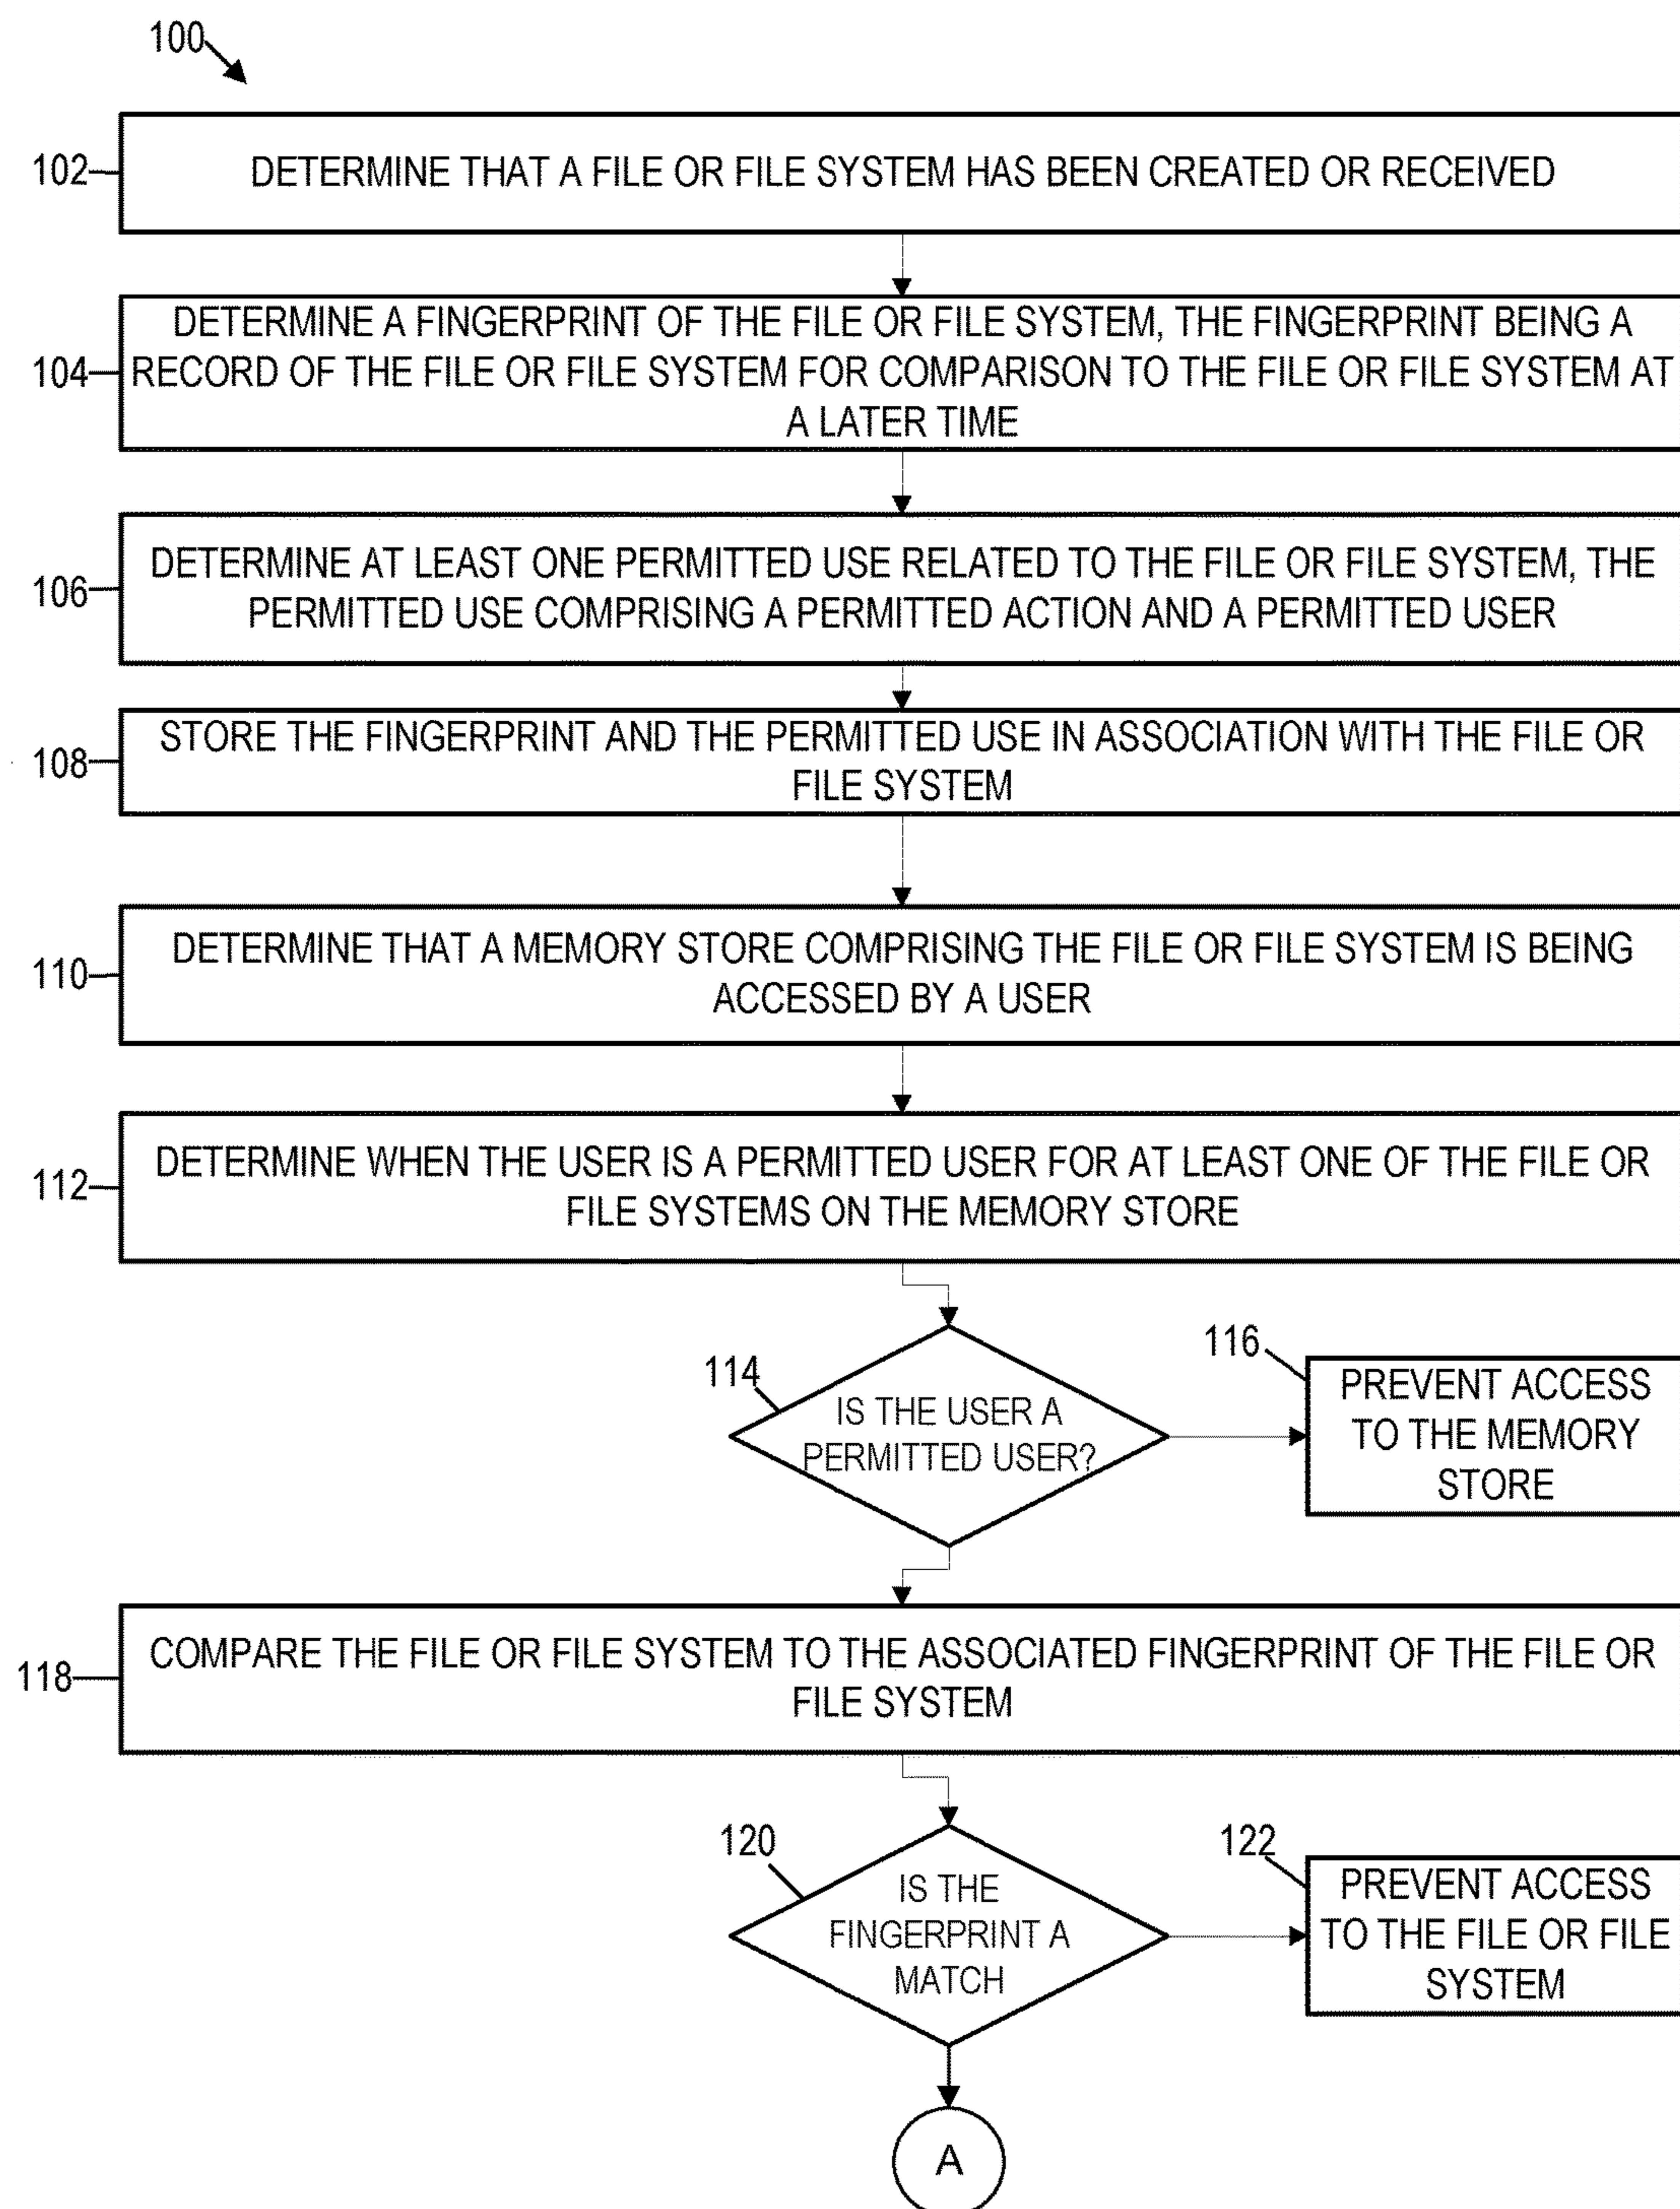 100
102
DETERMINE THAT A FILE OR FILE SYSTEM HAS BEEN CREATED OR RECEIVED
104
DETERMINE A FINGERPRINT OF THE FILE OR FILE SYSTEM, THE FINGERPRINT BEING A
RECORD OF THE FILE OR FILE SYSTEM FOR COMPARISON TO THE FILE OR FILE SYSTEM AT
A LATER TIME
106
DETERMINE AT LEAST ONE PERMITTED USE RELATED TO THE FILE OR FILE SYSTEM, THE
PERMITTED USE COMPRISING A PERMITTED ACTION AND A PERMITTED USER
108
STORE THE FINGERPRINT AND THE PERMITTED USE IN ASSOCIATION WITH THE FILE OR
FILE SYSTEM
110
DETERMINE THAT A MEMORY STORE COMPRISING THE FILE OR FILE SYSTEM IS BEING
ACCESSED BY A USER
112
DETERMINE WHEN THE USER IS A PERMITTED USER FOR AT LEAST ONE OF THE FILE OR
FILE SYSTEMS ON THE MEMORY STORE
114
IS THE USER A
PERMITTED USER?
116
PREVENT ACCESS
TO THE MEMORY
STORE
118
COMPARE THE FILE OR FILE SYSTEM TO THE ASSOCIATED FINGERPRINT OF THE FILE OR
FILE SYSTEM
120
IS THE
FINGERPRINT A
MATCH
122
PREVENT ACCESS
TO THE FILE OR FILE
SYSTEM
A